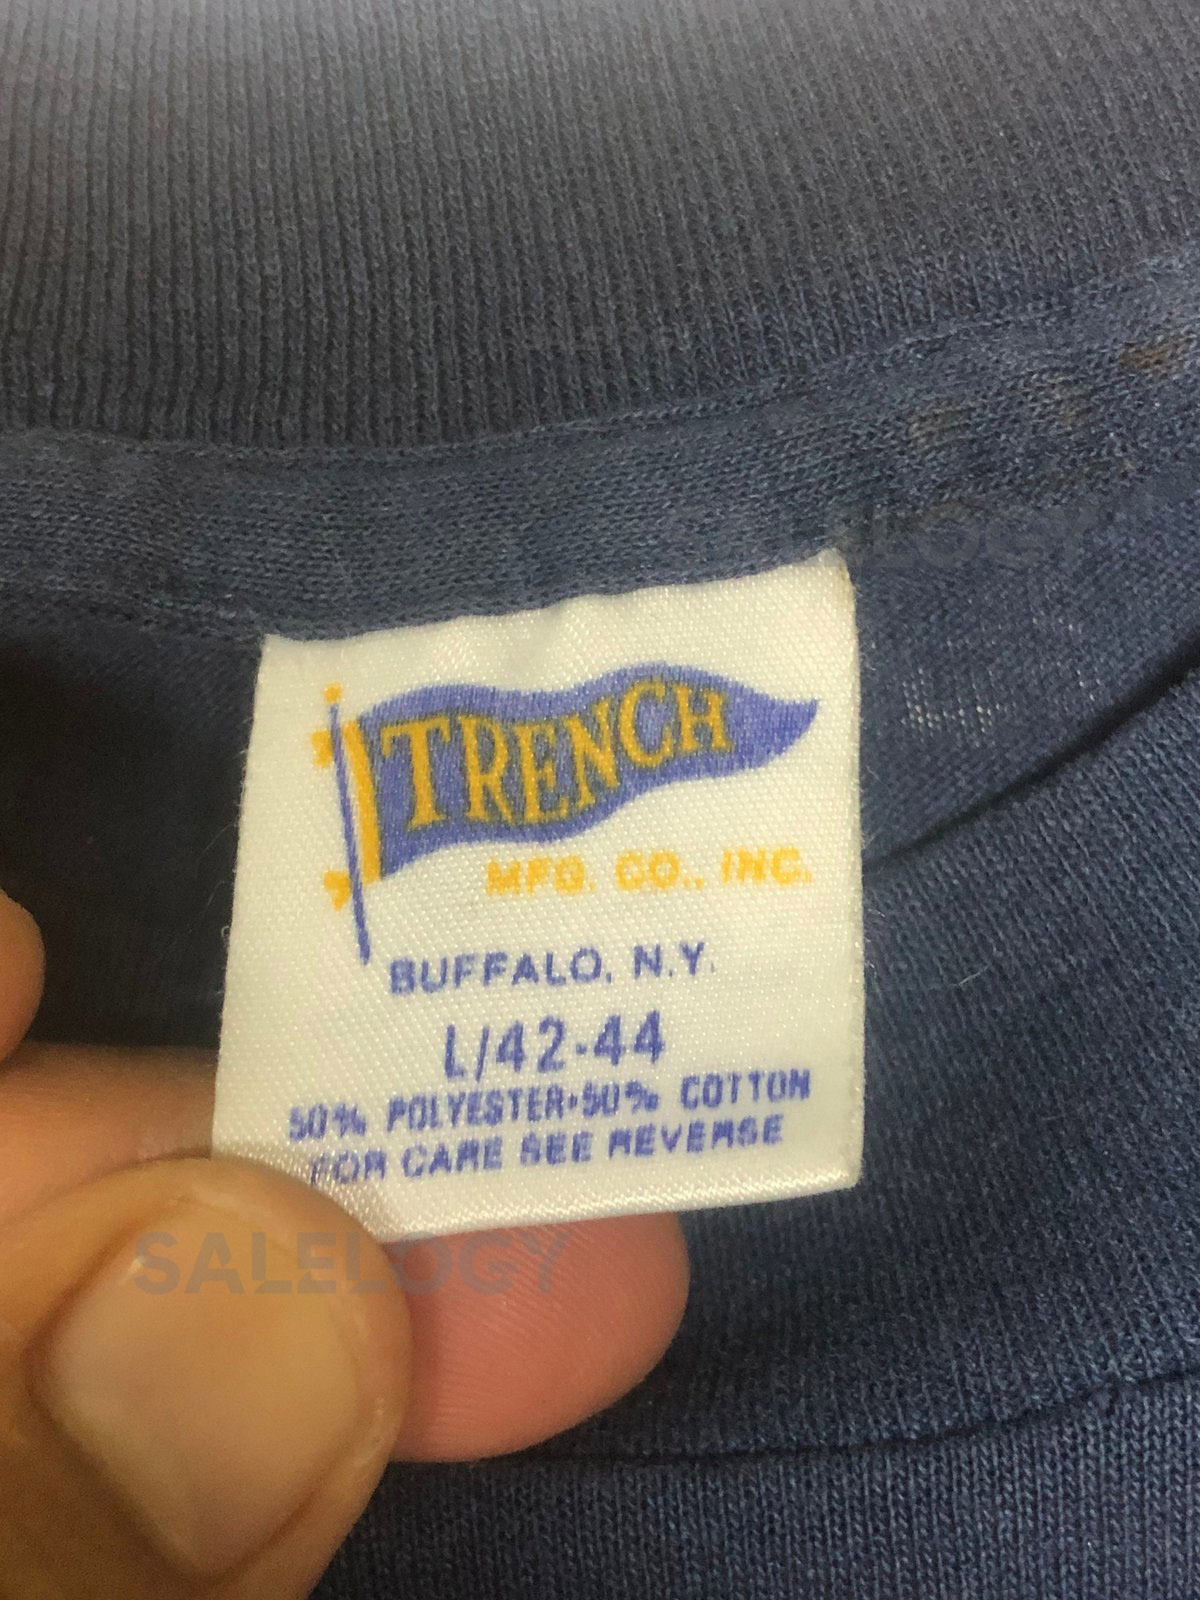 TRENCH
MFG. CO., INC.
BUFFALO, N.Y.
L/42-44
50% POLYESTER•50% COTTON
FOR CARE SEE REVERSE
SALELOGY